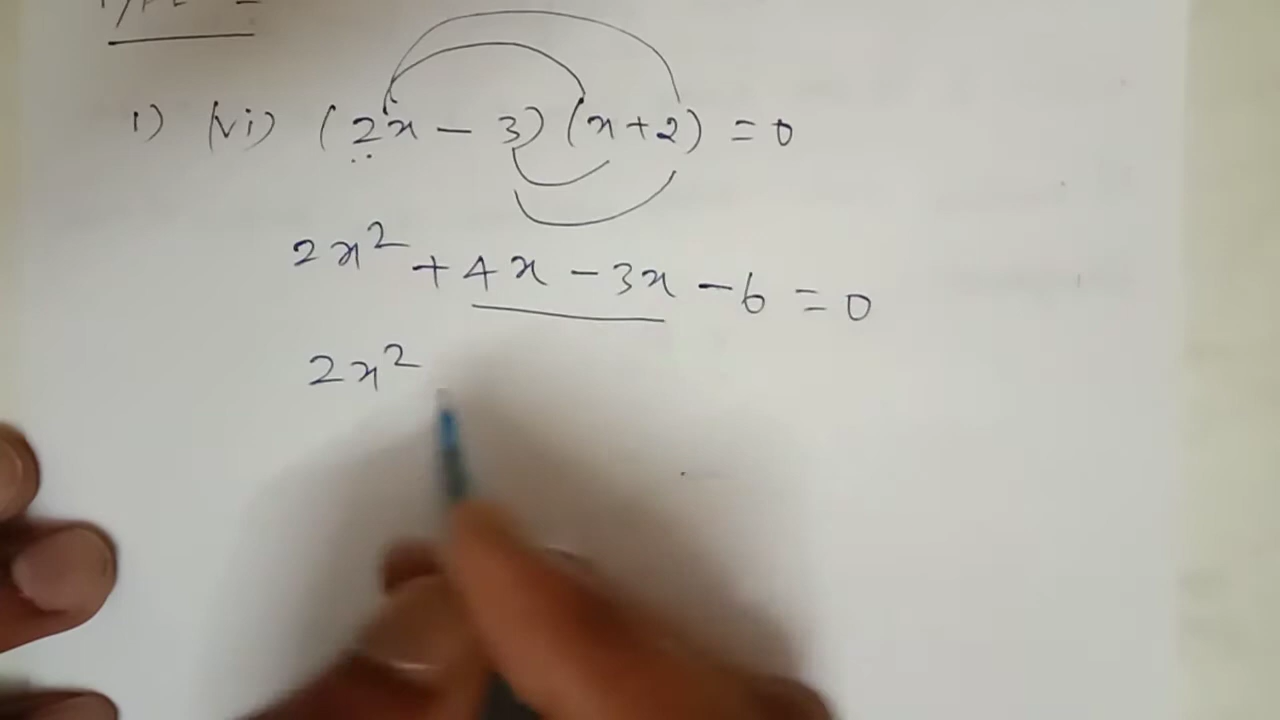 1) (vi) (2x - 3) (x + 2) = 0
2x² + 4x - 3x - 6 = 0
2x²